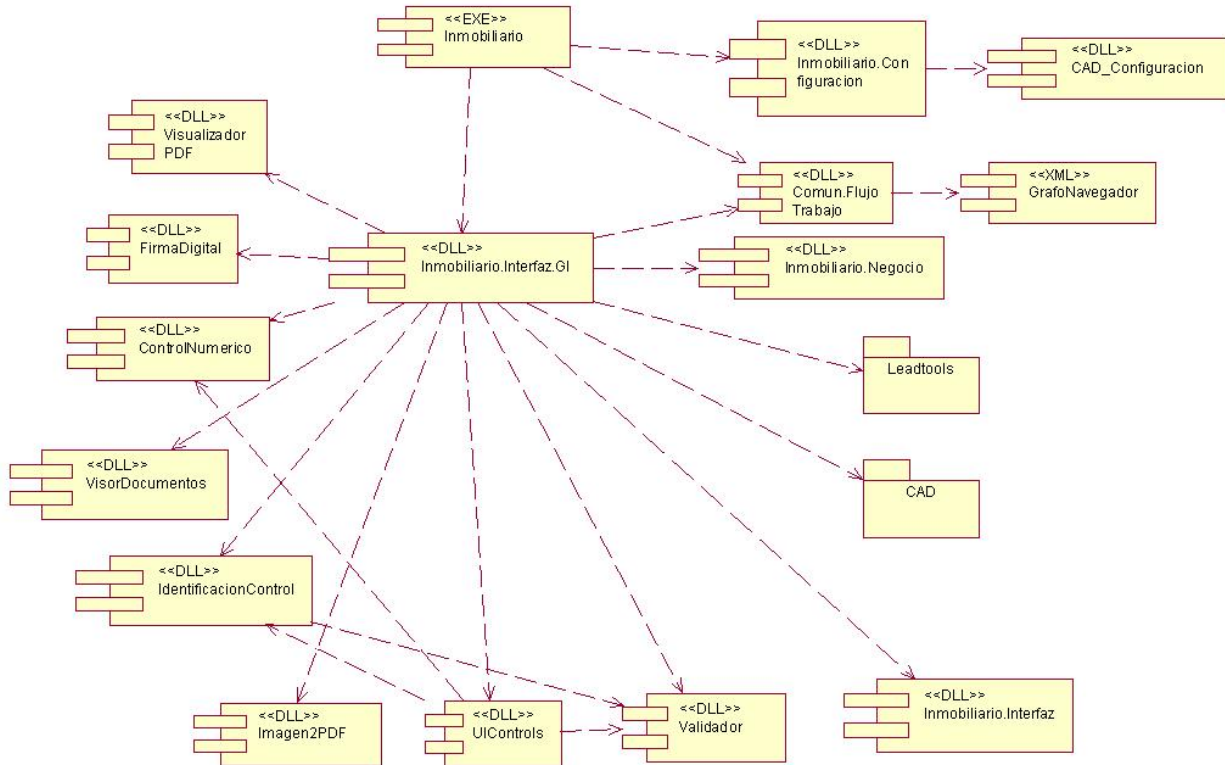 <<EXE>>
Inmobiliario
<<DLL>>
Inmobiliario.Con
figuracion
<<DLL>>
CAD_Configuracion
<<DLL>>
Visualizador
PDF
<<DLL>>
Comun.Flujo
Trabajo
<<XML>>
GrafoNavegador
<<DLL>>
FirmaDigital
<<DLL>>
Inmobiliario.Interfaz.GI
<<DLL>>
Inmobiliario.Negocio
<<DLL>>
ControlNumerico
Leadtools
<<DLL>>
VisorDocumentos
CAD
<<DLL>>
IdentificacionControl
<<DLL>>
Imagen2PDF
<<DLL>>
UIControls
<<DLL>>
Validador
<<DLL>>
Inmobiliario.Interfaz